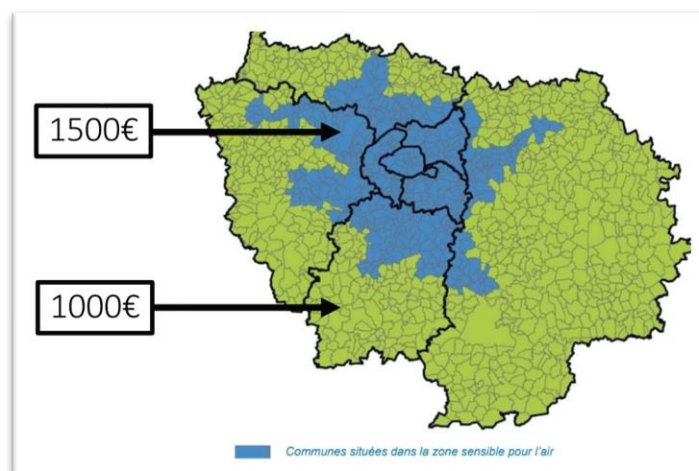 1500€
1000€
Communes situées dans la zone sensible pour l'air